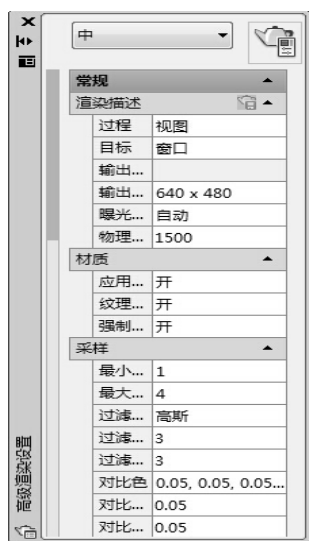 中
常规
渲染描述
过程 视图
目标 窗口
输出...
输出... 640 x 480
曝光... 自动
物理... 1500
材质
应用... 开
纹理... 开
强制... 开
采样
最小... 1
最大... 4
过滤... 高斯
过滤... 3
过滤... 3
对比色 0.05, 0.05, 0.05...
对比... 0.05
对比... 0.05
高级渲染设置